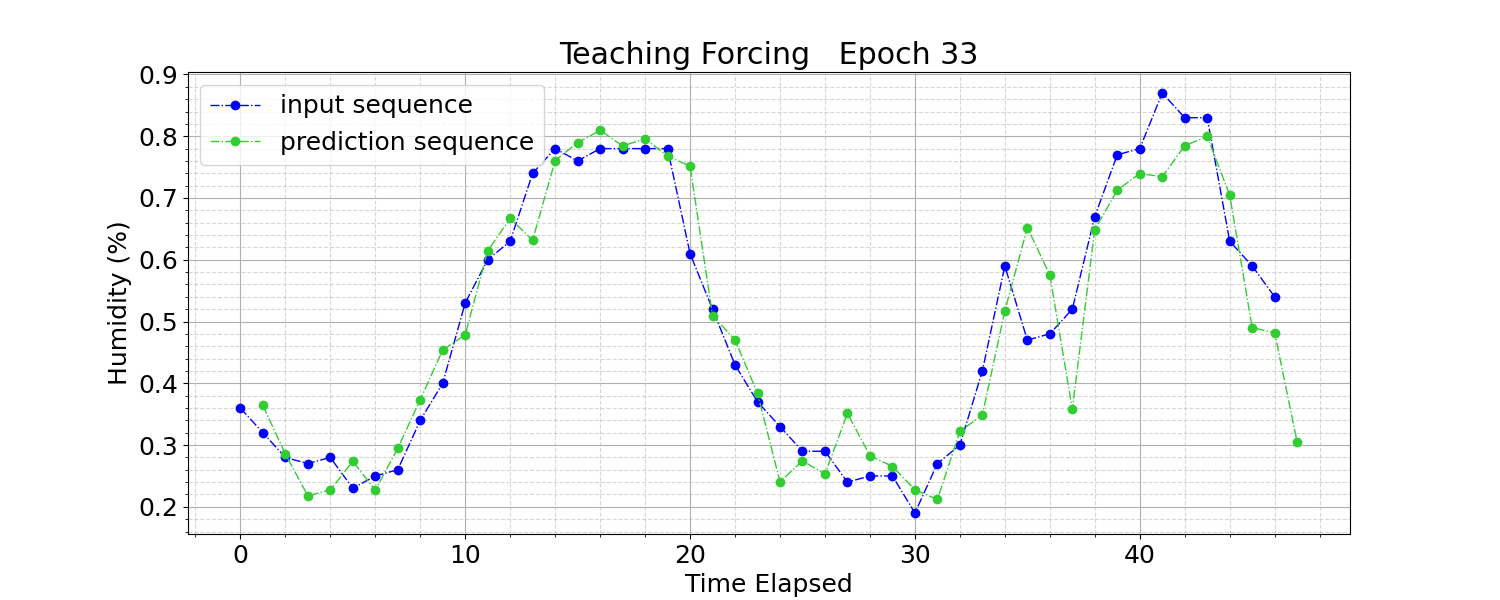 Teaching Forcing   Epoch 33
input sequence
prediction sequence
Humidity (%)
0.9
0.8
0.7
0.6
0.5
0.4
0.3
0.2
0 10 20 30 40
Time Elapsed